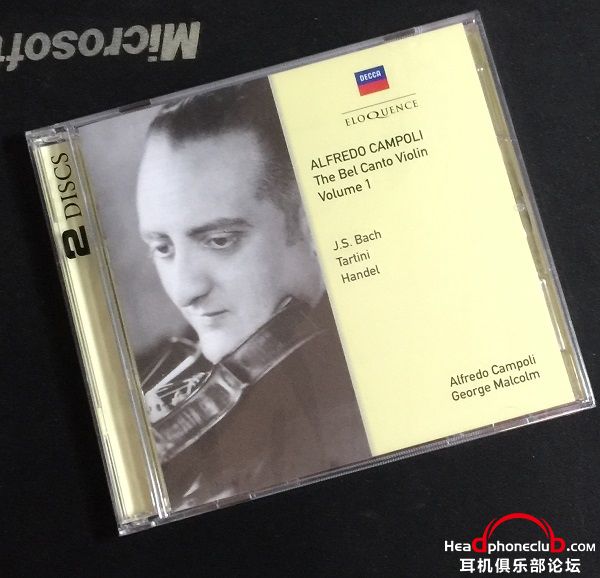 Microsoft
2 DISCS
DECCA
ELOQUENCE
ALFREDO CAMPOLI
The Bel Canto Violin
Volume 1
J.S. Bach
Tartini
Handel
Alfredo Campoli
George Malcolm
Headphoneclub.com
耳机俱乐部论坛